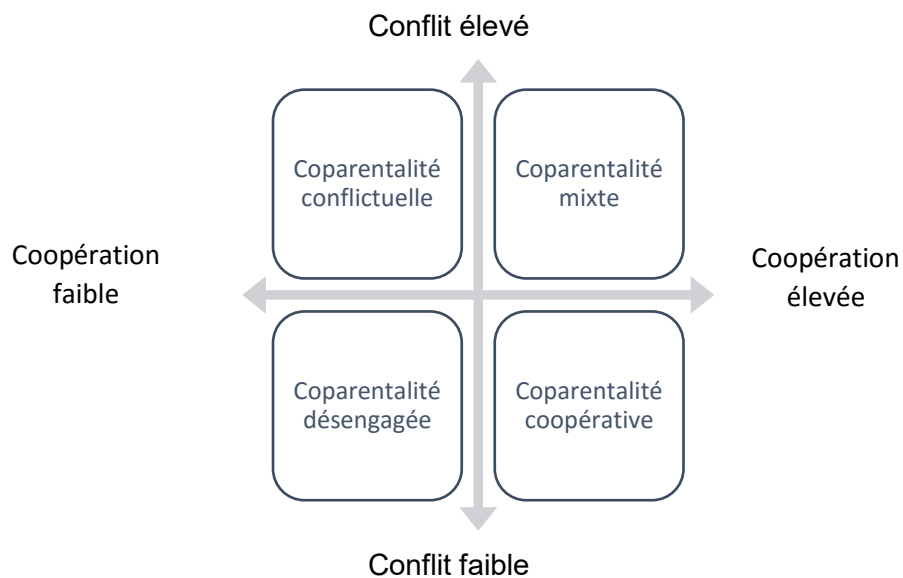 Conflit élevé
Coparentalité
conflictuelle
Coparentalité
mixte
Coopération
faible
Coopération
élevée
Coparentalité
désengagée
Coparentalité
coopérative
Conflit faible